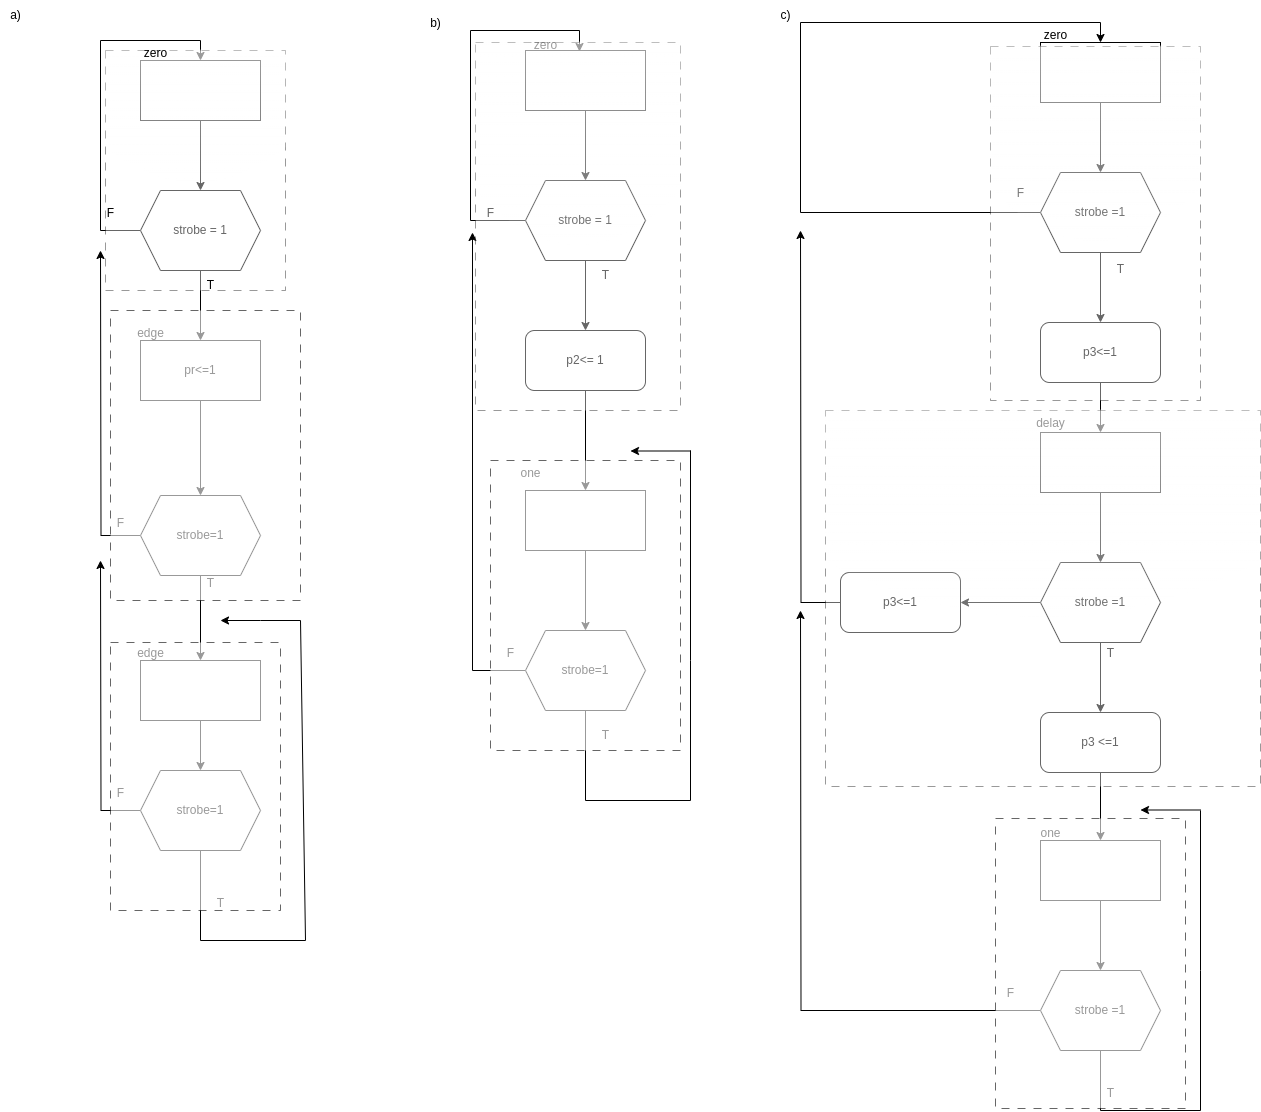 a)
zero
F
strobe = 1
T
edge
pr<=1
F
strobe=1
T
edge
F
strobe=1
T
b)
zero
F
strobe = 1
T
p2<= 1
one
F
strobe=1
T
c)
zero
F
strobe =1
T
p3<=1
delay
p3<=1
strobe =1
T
p3 <=1
one
F
strobe =1
T